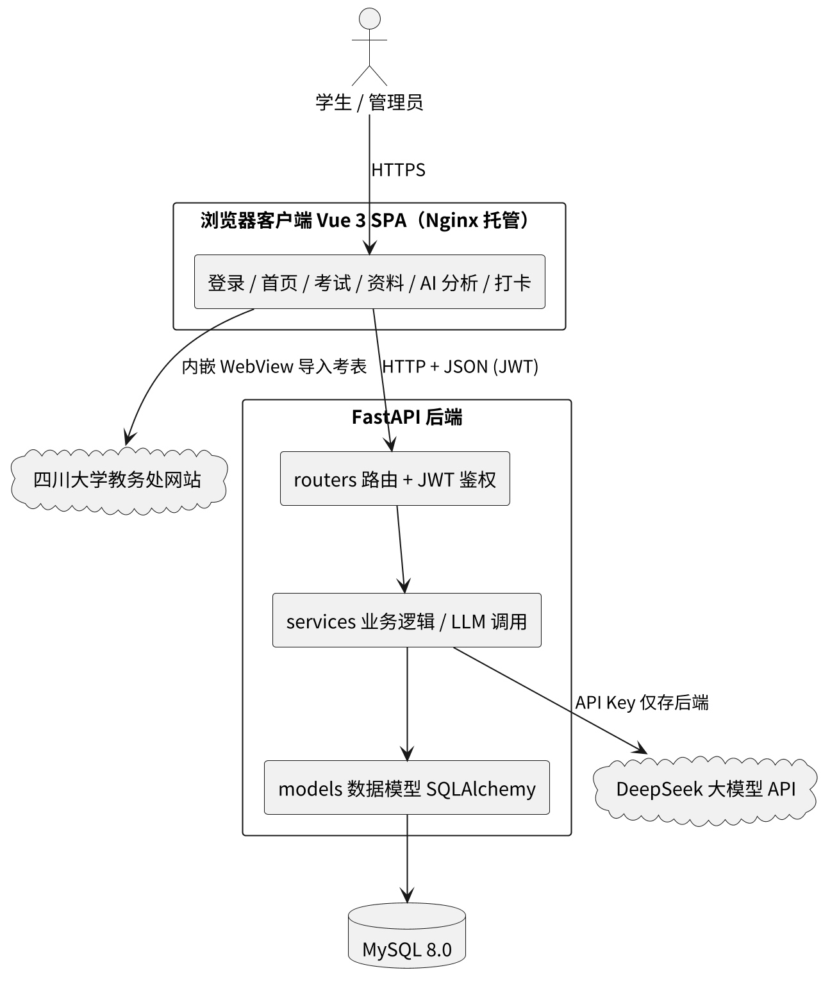 学生 / 管理员
HTTPS
浏览器客户端 Vue 3 SPA（Nginx 托管）
登录 / 首页 / 考试 / 资料 / AI 分析 / 打卡
内嵌 WebView 导入考表
HTTP + JSON (JWT)
FastAPI 后端
四川大学教务处网站
routers 路由 + JWT 鉴权
services 业务逻辑 / LLM 调用
API Key 仅存后端
models 数据模型 SQLAlchemy
DeepSeek 大模型 API
MySQL 8.0